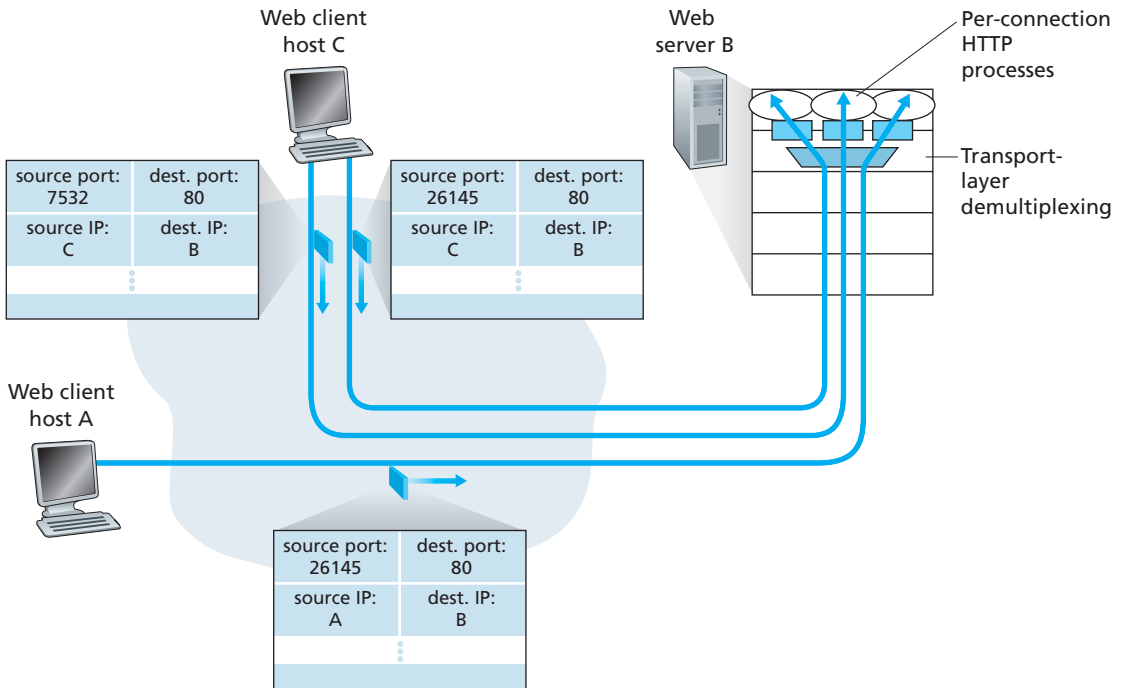 Web client
host C
Web
server B
Per-connection
HTTP
processes
Transport-
layer
demultiplexing
source port:
7532
dest. port:
80
source IP:
C
dest. IP:
B
source port:
26145
dest. port:
80
source IP:
C
dest. IP:
B
Web client
host A
source port:
26145
dest. port:
80
source IP:
A
dest. IP:
B